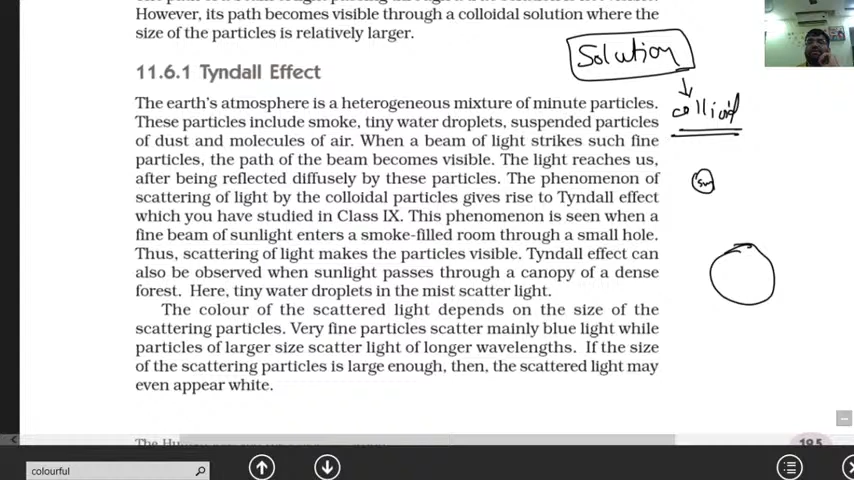 However, its path becomes visible through a colloidal solution where the
size of the particles is relatively larger.
Solution
colloid
11.6.1 Tyndall Effect
The earth's atmosphere is a heterogeneous mixture of minute particles.
These particles include smoke, tiny water droplets, suspended particles
of dust and molecules of air. When a beam of light strikes such fine
particles, the path of the beam becomes visible. The light reaches us,
after being reflected diffusely by these particles. The phenomenon of
scattering of light by the colloidal particles gives rise to Tyndall effect
which you have studied in Class IX. This phenomenon is seen when a
fine beam of sunlight enters a smoke-filled room through a small hole.
Thus, scattering of light makes the particles visible. Tyndall effect can
also be observed when sunlight passes through a canopy of a dense
forest. Here, tiny water droplets in the mist scatter light.
The colour of the scattered light depends on the size of the
scattering particles. Very fine particles scatter mainly blue light while
particles of larger size scatter light of longer wavelengths. If the size
of the scattering particles is large enough, then, the scattered light may
even appear white.
195
colourful